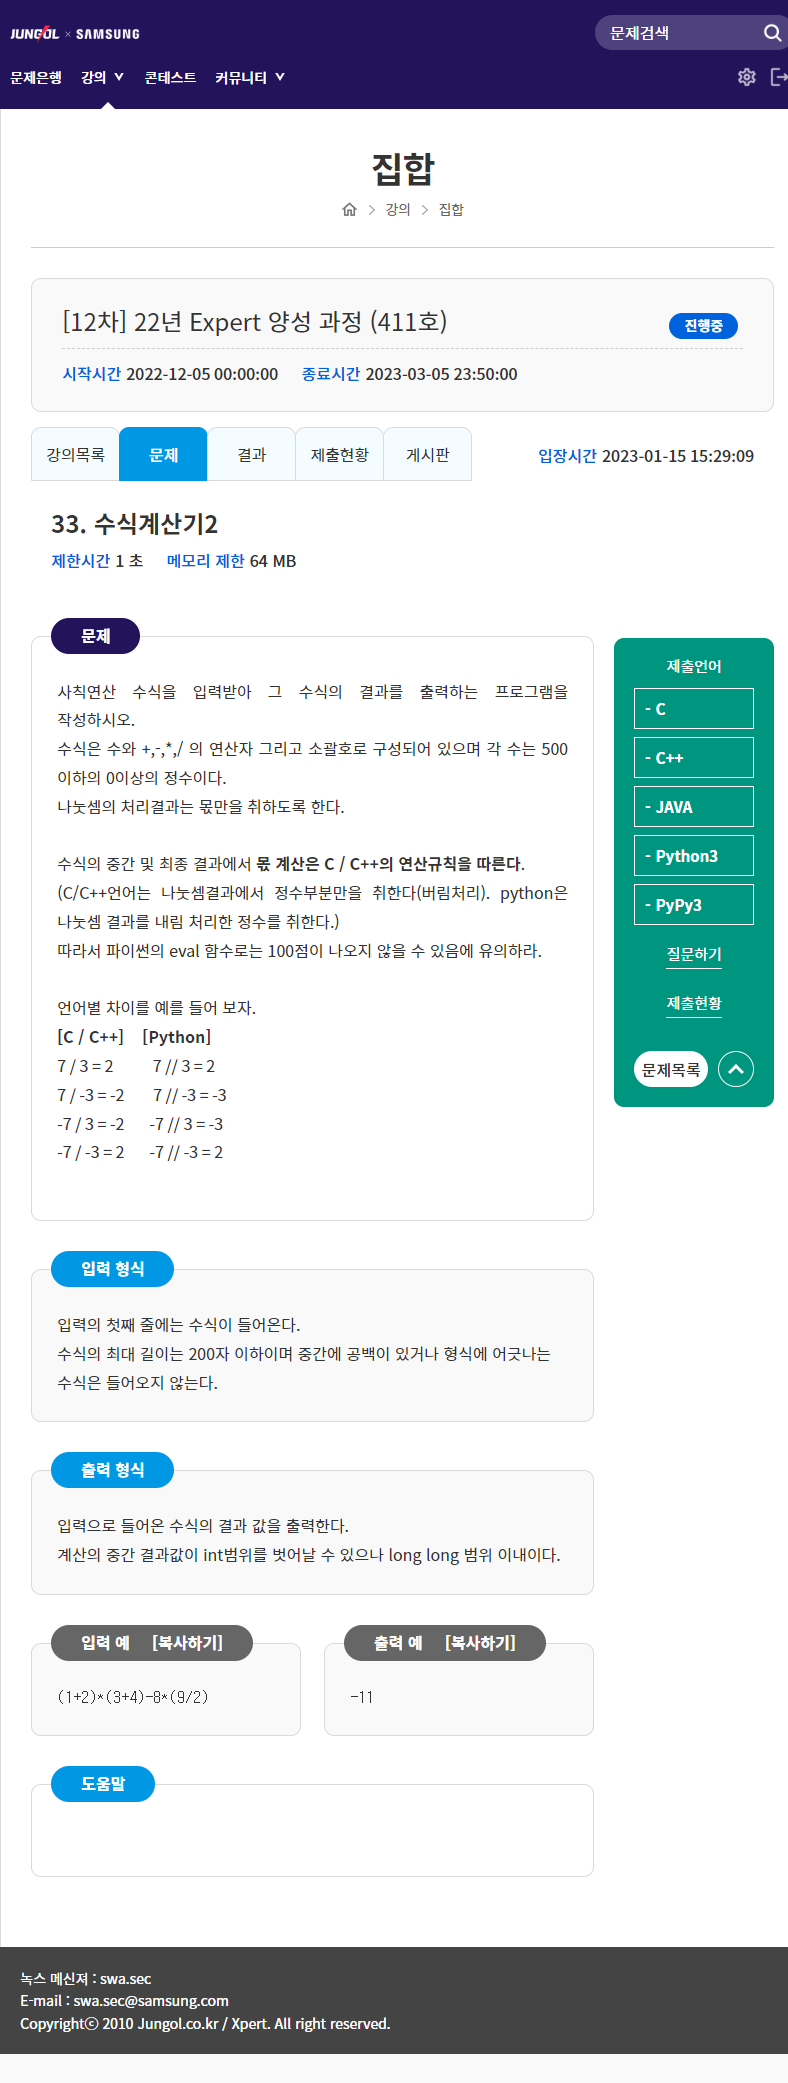 JUNGOL × SAMSUNG
문제검색
문제은행 강의 ∨ 콘테스트 커뮤니티 ∨
집합
> 강의 > 집합
[12차] 22년 Expert 양성 과정 (411호)
진행중
시작시간 2022-12-05 00:00:00 종료시간 2023-03-05 23:50:00
강의목록 문제 결과 제출현황 게시판
입장시간 2023-01-15 15:29:09
33. 수식계산기2
제한시간 1 초 메모리 제한 64 MB
문제
사칙연산 수식을 입력받아 그 수식의 결과를 출력하는 프로그램을
작성하시오.
수식은 수와 +,-,*,/ 의 연산자 그리고 소괄호로 구성되어 있으며 각 수는 500
이하의 0이상의 정수이다.
나눗셈의 처리결과는 몫만을 취하도록 한다.
수식의 중간 및 최종 결과에서 몫 계산은 C / C++의 연산규칙을 따른다.
(C/C++언어는 나눗셈결과에서 정수부분만을 취한다(버림처리). python은
나눗셈 결과를 내림 처리한 정수를 취한다.)
따라서 파이썬의 eval 함수로는 100점이 나오지 않을 수 있음에 유의하라.
언어별 차이를 예를 들어 보자.
[C / C++] [Python]
7 / 3 = 2 7 // 3 = 2
7 / -3 = -2 7 // -3 = -3
-7 / 3 = -2 -7 // 3 = -3
-7 / -3 = 2 -7 // -3 = 2
제출언어
- C
- C++
- JAVA
- Python3
- PyPy3
질문하기
제출현황
문제목록
입력 형식
입력의 첫째 줄에는 수식이 들어온다.
수식의 최대 길이는 200자 이하이며 중간에 공백이 있거나 형식에 어긋나는
수식은 들어오지 않는다.
출력 형식
입력으로 들어온 수식의 결과 값을 출력한다.
계산의 중간 결과값이 int범위를 벗어날 수 있으나 long long 범위 이내이다.
입력 예 [복사하기]
(1+2)*(3+4)-8*(9/2)
출력 예 [복사하기]
-11
도움말
녹스 메신져 : swa.sec
E-mail : swa.sec@samsung.com
Copyrightⓒ 2010 Jungol.co.kr / Xpert. All right reserved.